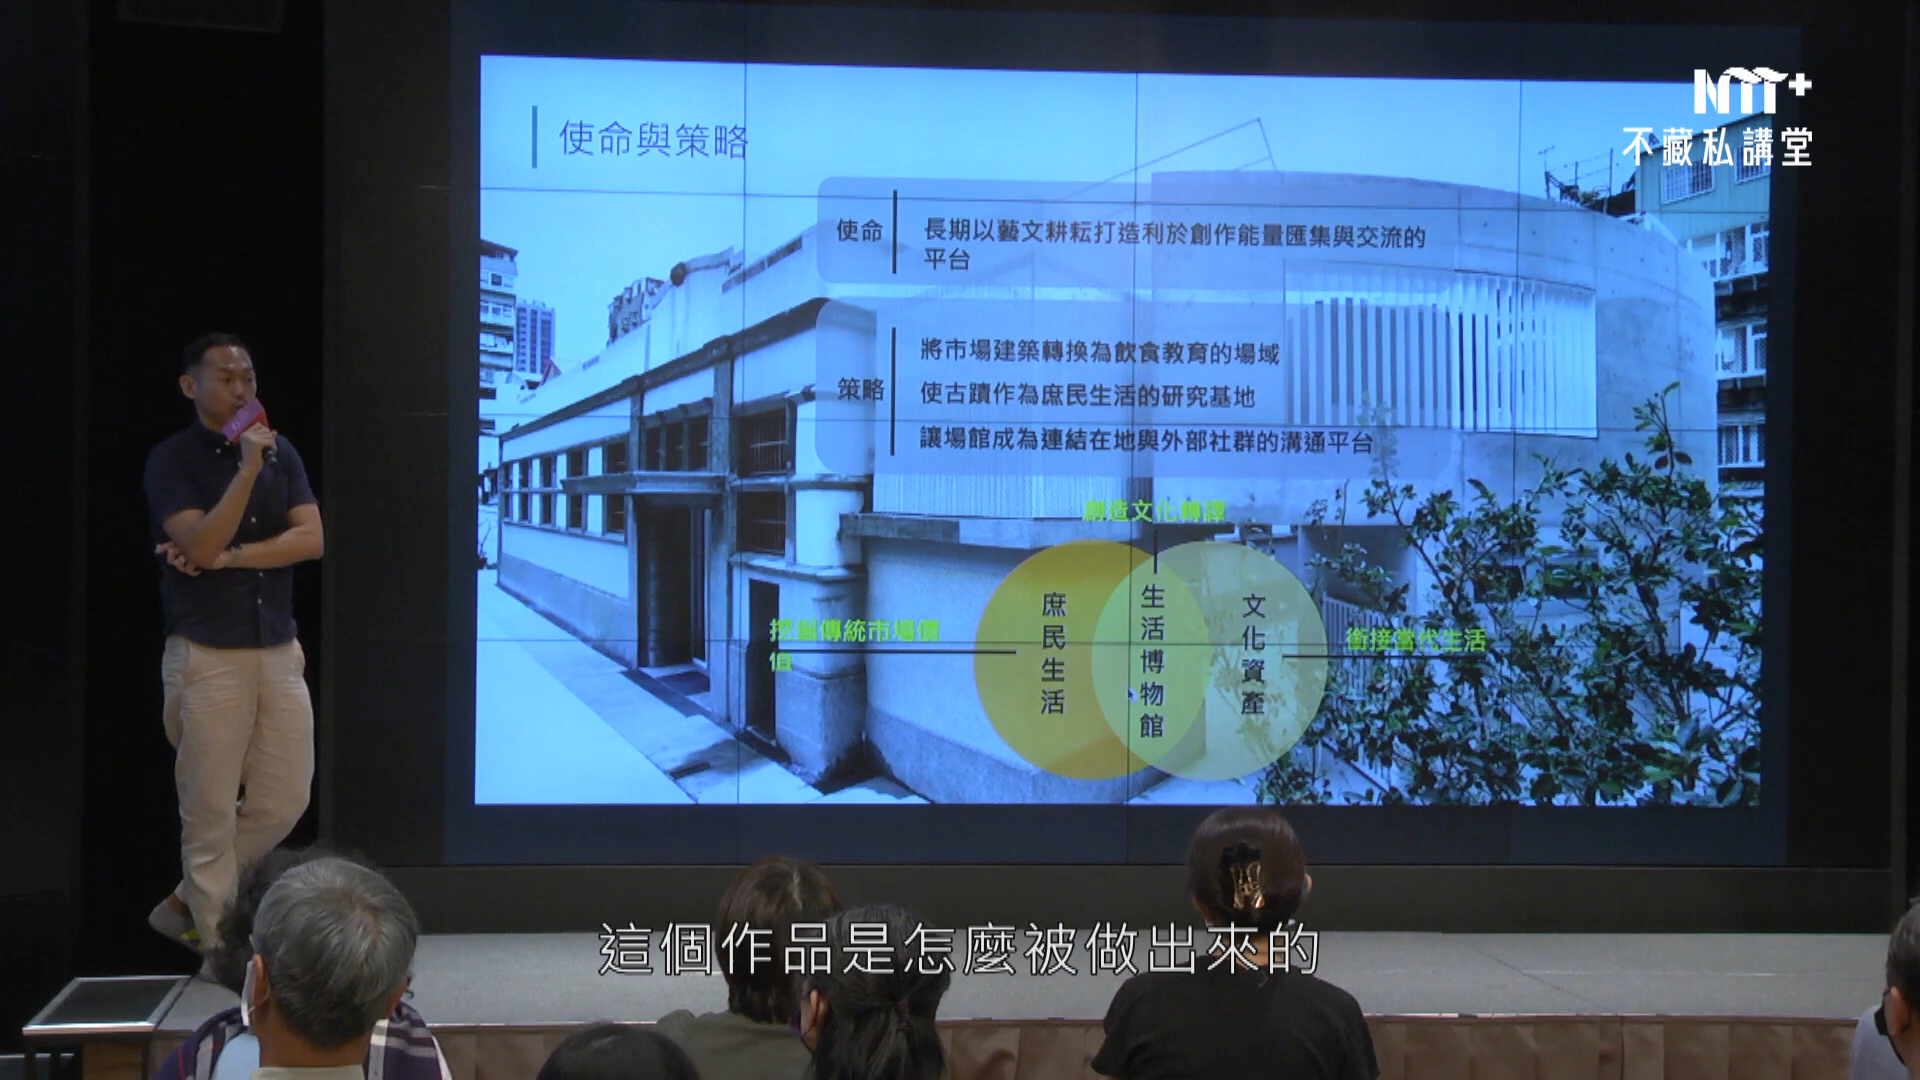 使命與策略
NTT+
不藏私講堂
使命
長期以藝文耕耘打造利於創作能量匯集與交流的
平台
策略
將市場建築轉換為飲食教育的場域
使古蹟作為庶民生活的研究基地
讓場館成為連結在地與外部社群的溝通平台
創造文化轉譯
挖掘傳統市場價
值
庶民生活
生活博物館
文化資產
銜接當代生活
這個作品是怎麼被做出來的